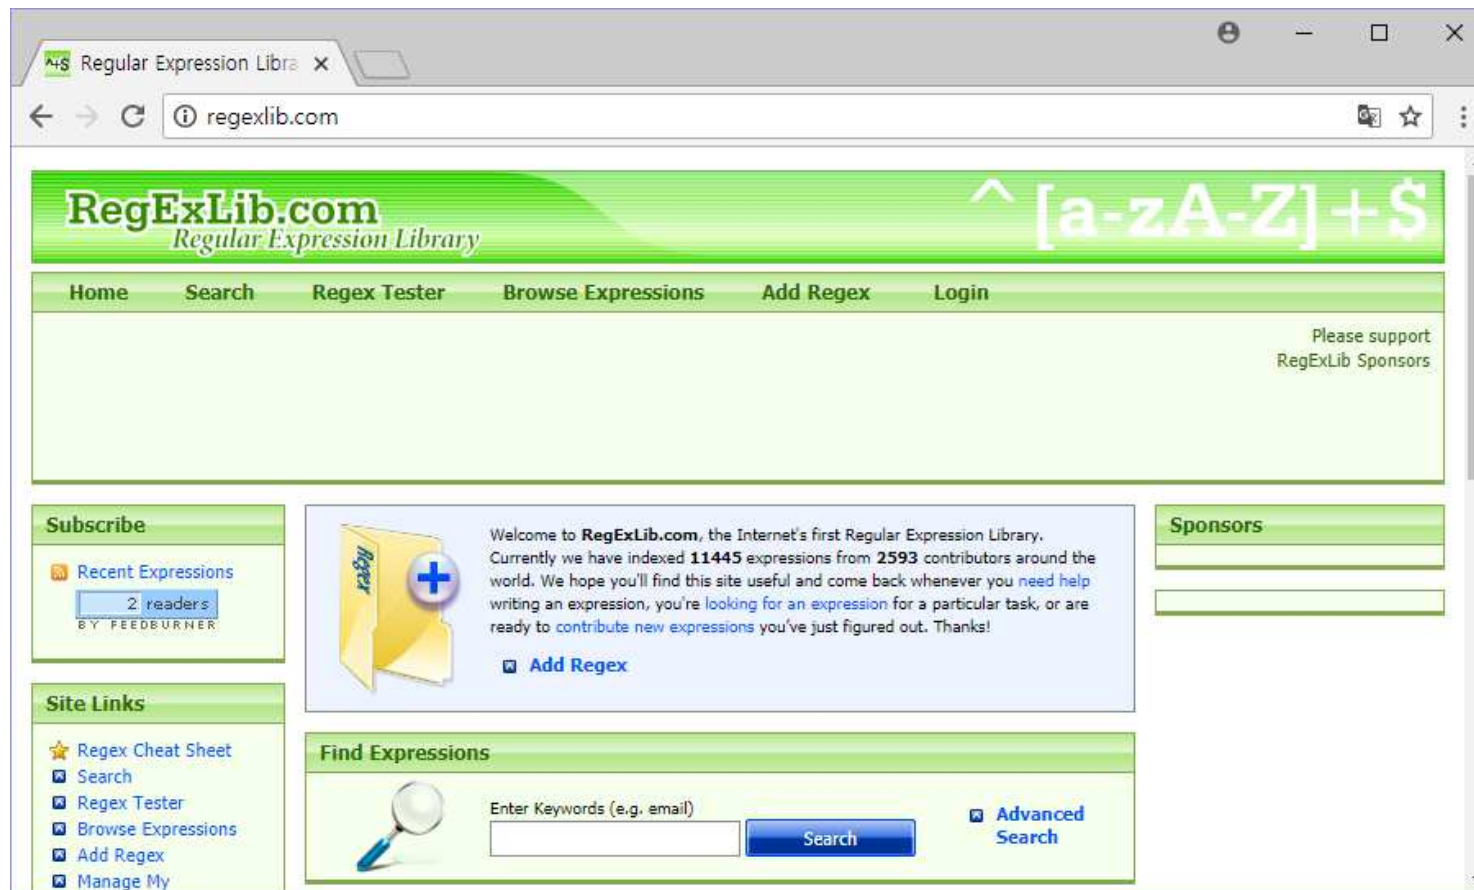 Regular Expression Libra
regexlib.com
RegExLib.com
Regular Expression Library
^[a-zA-Z]+$
Home Search Regex Tester Browse Expressions Add Regex Login
Please support
RegExLib Sponsors
Subscribe
Recent Expressions
2 readers
BY FEEDBURNER
Site Links
Regex Cheat Sheet
Search
Regex Tester
Browse Expressions
Add Regex
Manage My
Regex
Welcome to RegExLib.com, the Internet's first Regular Expression Library.
Currently we have indexed 11445 expressions from 2593 contributors around the
world. We hope you'll find this site useful and come back whenever you need help
writing an expression, you're looking for an expression for a particular task, or are
ready to contribute new expressions you've just figured out. Thanks!
Add Regex
Find Expressions
Enter Keywords (e.g. email)
Search
Advanced
Search
Sponsors